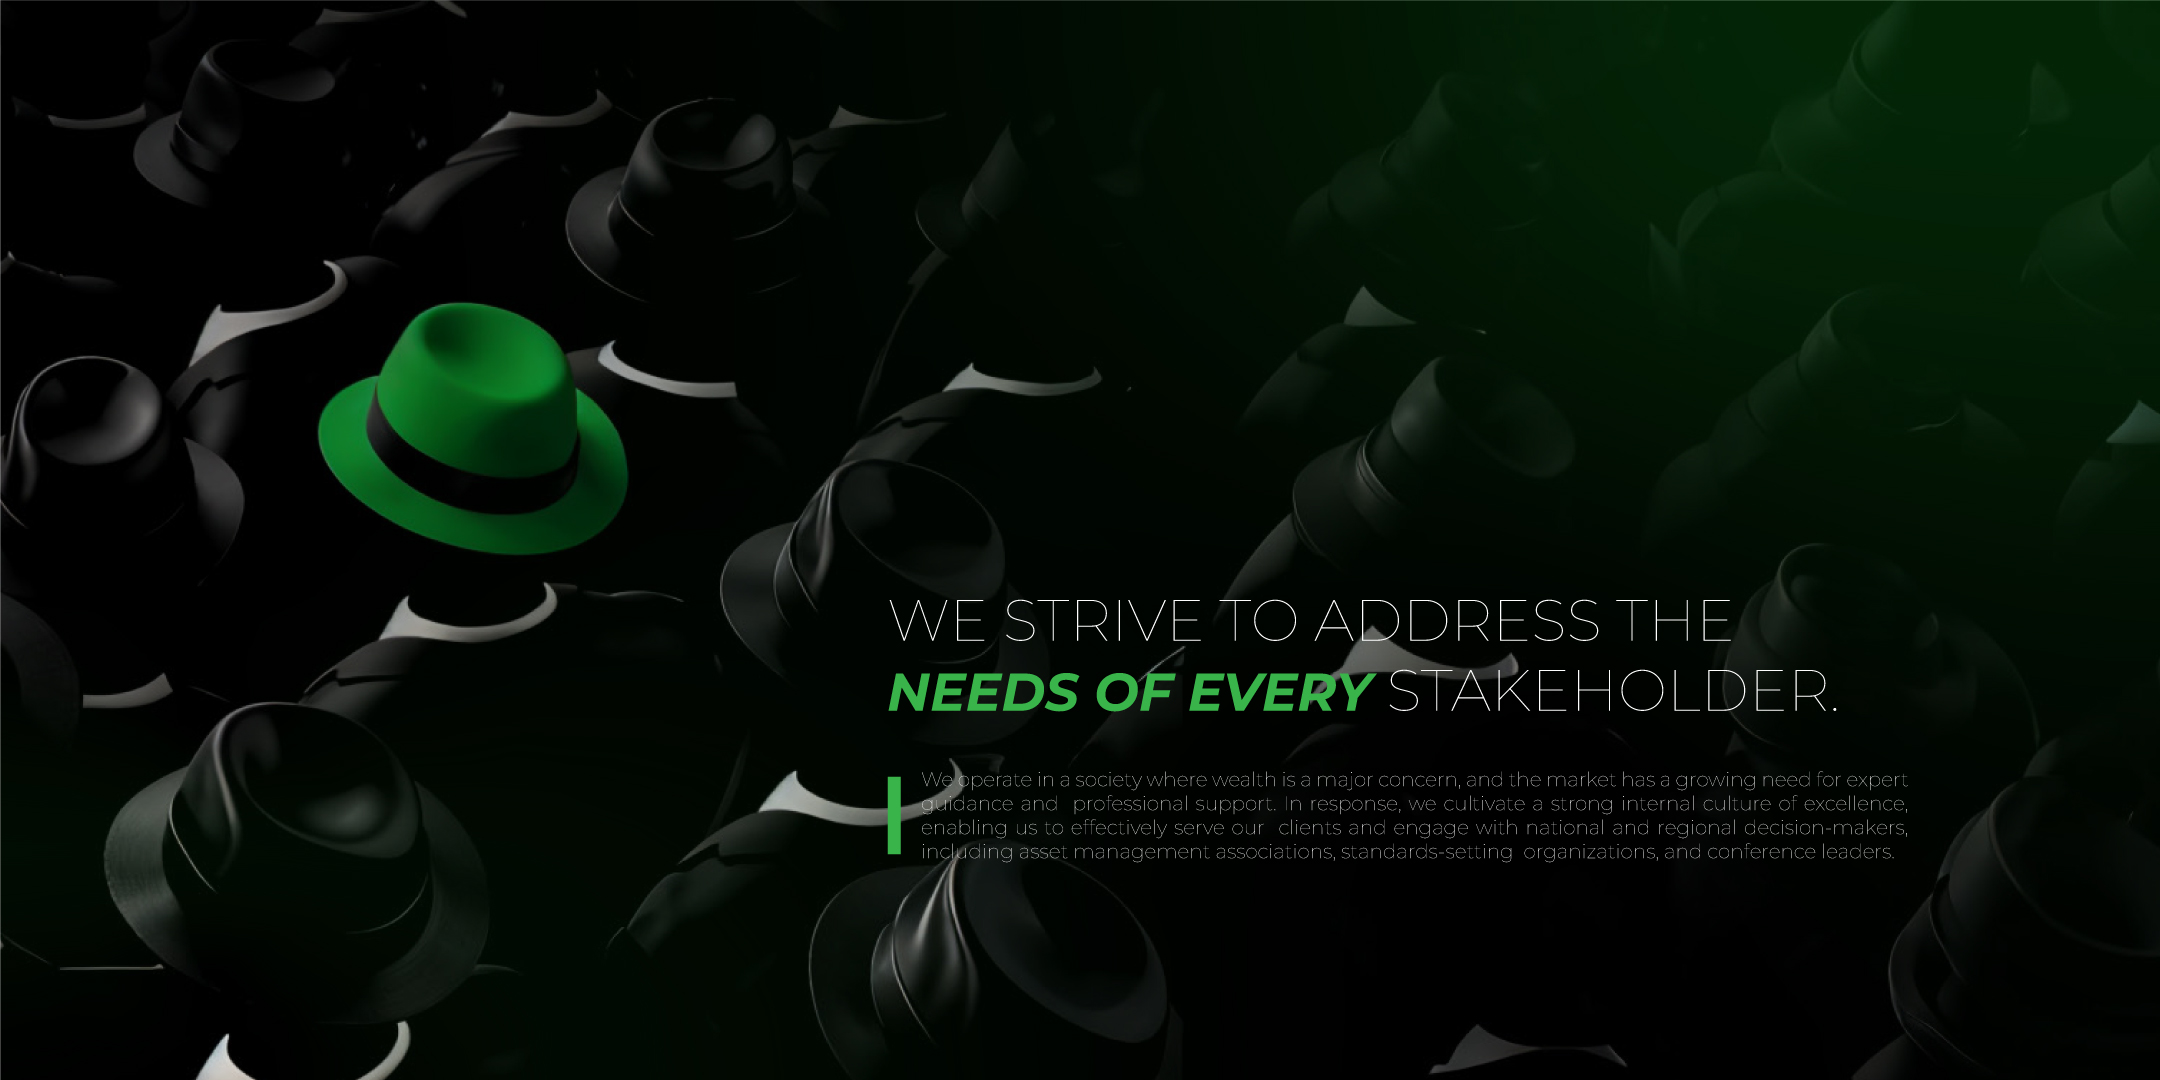 WE STRIVE TO ADDRESS THE
NEEDS OF EVERY STAKEHOLDER.
We operate in a society where wealth is a major concern, and the market has a growing need for expert
guidance and professional support. In response, we cultivate a strong internal culture of excellence,
enabling us to effectively serve our clients and engage with national and regional decision-makers,
including asset management associations, standards-setting organizations, and conference leaders.